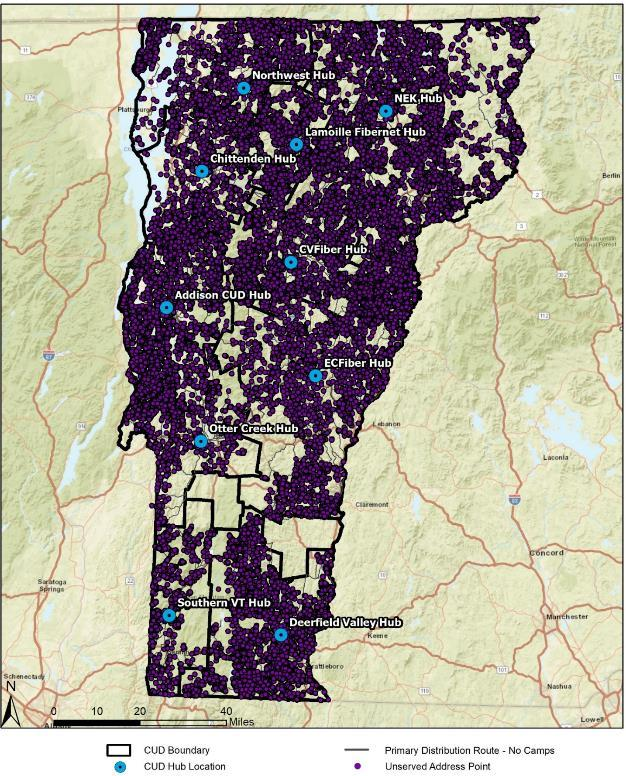 Northwest Hub
NEK Hub
Lamoille Fibernet Hub
Chittenden Hub
CVFiber Hub
Addison CUD Hub
ECFiber Hub
Otter Creek Hub
Southern VT Hub
Deerfield Valley Hub
Berlin
Lebanon
Laconia
Claremont
Concord
Saratoga
Springs
Manchester
Keene
Nashua
Schenectady
Lowell
N
0 10 20 40
Miles
CUD Boundary
Primary Distribution Route - No Camps
CUD Hub Location
Unserved Address Point